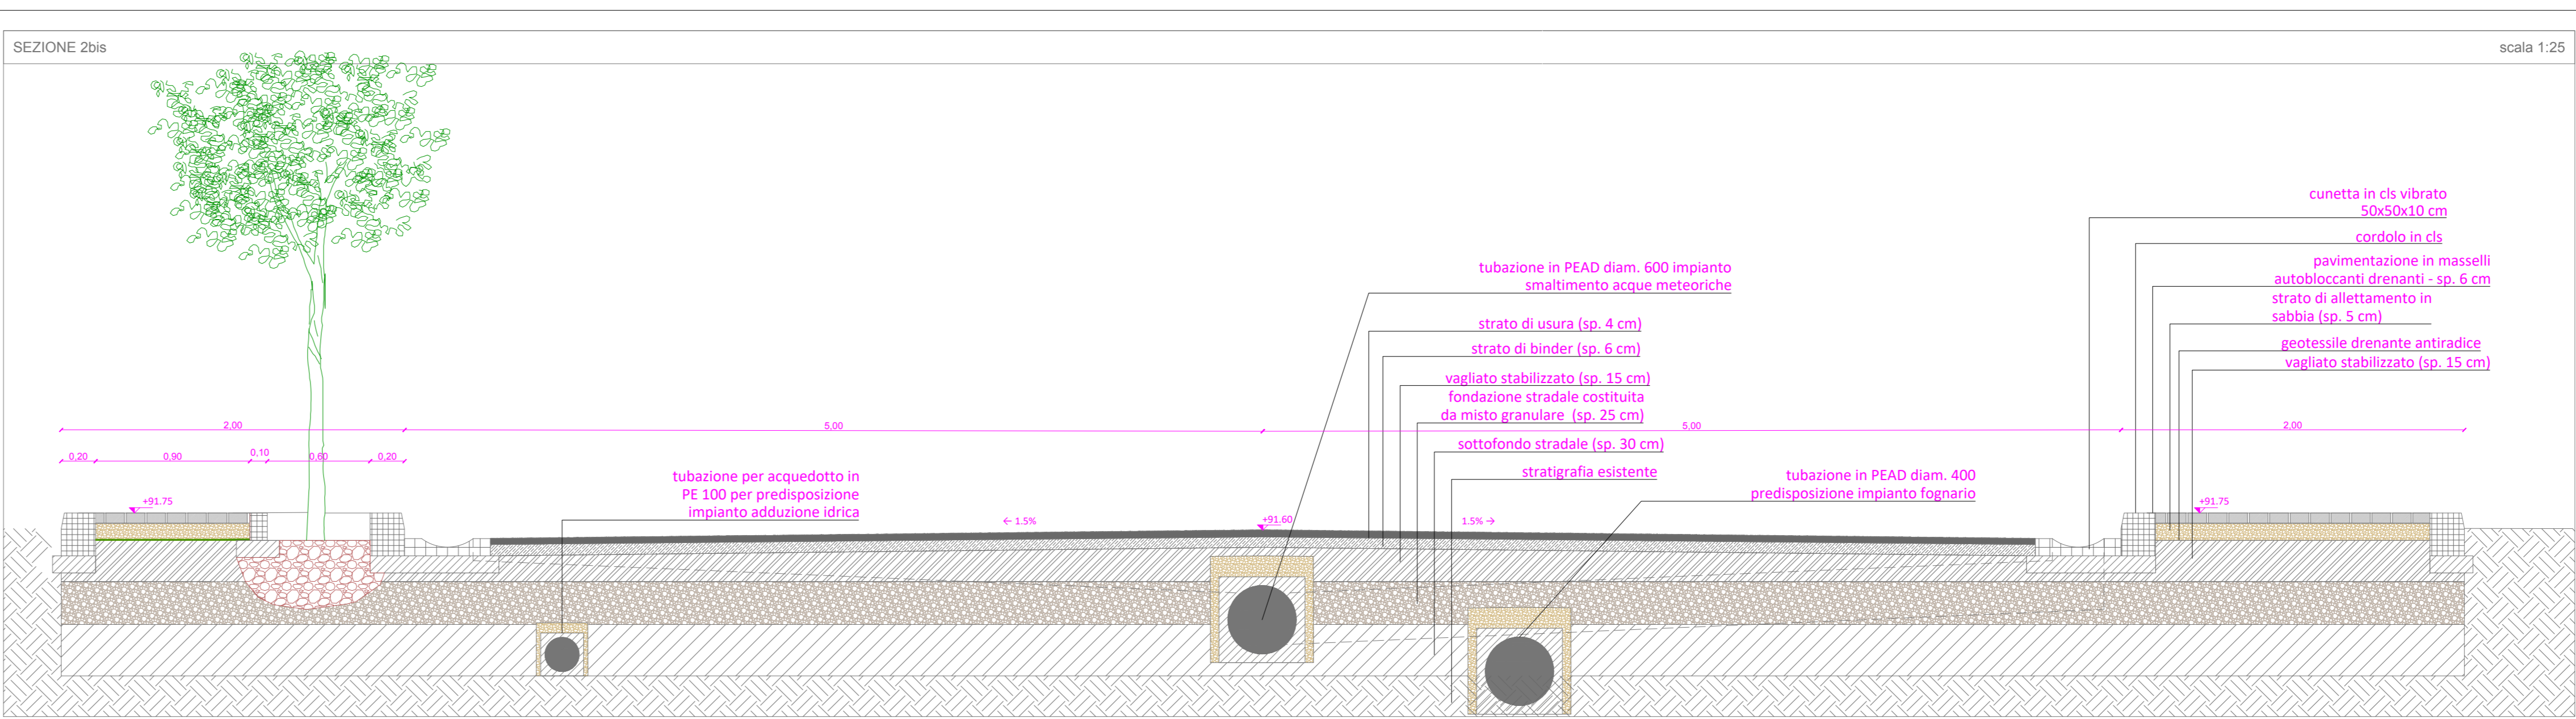 SEZIONE 2bis
scala 1:25
cunetta in cls vibrato
50x50x10 cm
cordolo in cls
pavimentazione in masselli
autobloccanti drenanti - sp. 6 cm
strato di allettamento in
sabbia (sp. 5 cm)
geotessile drenante antiradice
vagliato stabilizzato (sp. 15 cm)
tubazione in PEAD diam. 600 impianto
smaltimento acque meteoriche
strato di usura (sp. 4 cm)
strato di binder (sp. 6 cm)
vagliato stabilizzato (sp. 15 cm)
fondazione stradale costituita
da misto granulare (sp. 25 cm)
sottofondo stradale (sp. 30 cm)
stratigrafia esistente
tubazione in PEAD diam. 400
predisposizione impianto fognario
tubazione per acquedotto in
PE 100 per predisposizione
impianto adduzione idrica
2,00
5,00
5,00
2,00
0,20
0,90
0,10
0,60
0,20
+91.75
← 1.5%
+91.60
1.5% →
+91.75